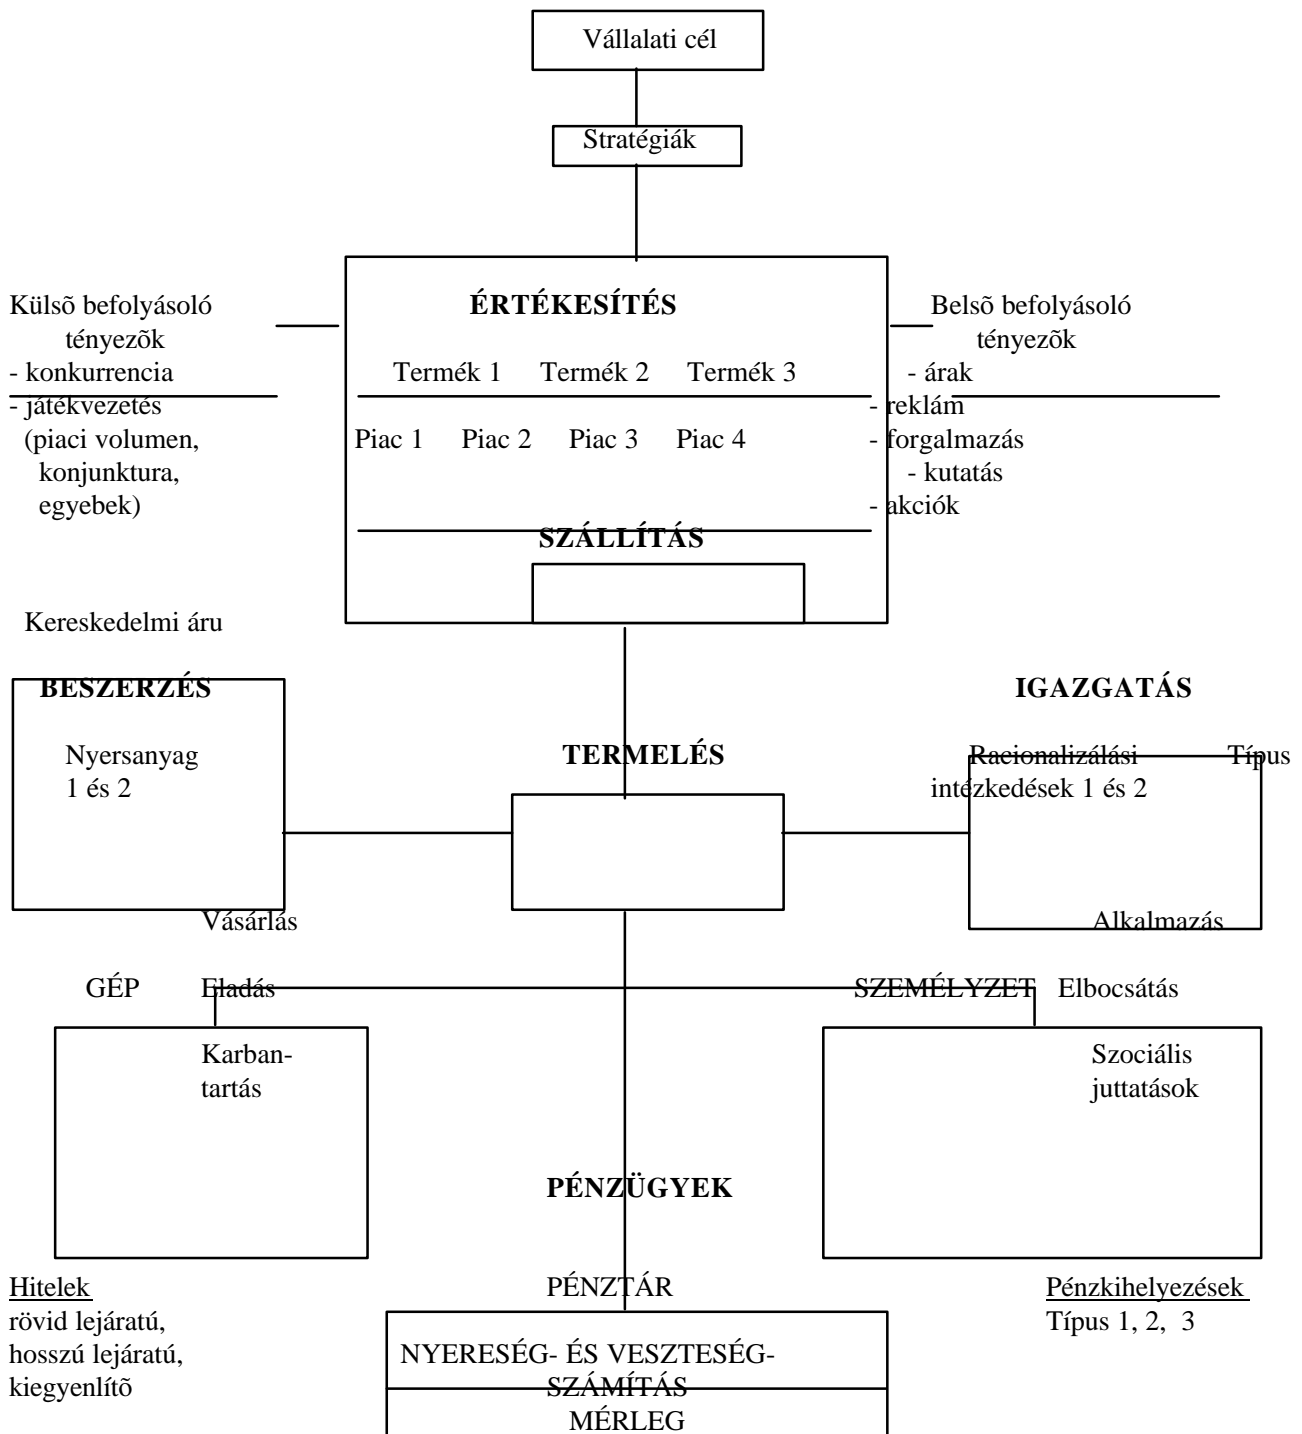 Vállalati cél
Stratégiák
Külsõ befolyásoló
tényezõk
- konkurrencia
- játékvezetés
(piaci volumen,
konjunktura,
egyebek)
ÉRTÉKESÍTÉS
Termék 1 Termék 2 Termék 3
Piac 1 Piac 2 Piac 3 Piac 4
SZÁLLÍTÁS
Belsõ befolyásoló
tényezõk
- árak
- reklám
- forgalmazás
- kutatás
- akciók
Kereskedelmi áru
BESZERZÉS
Nyersanyag
1 és 2
TERMELÉS
IGAZGATÁS
Racionalizálási Típus
intézkedések 1 és 2
Vásárlás
GÉP Eladás
Karban-
tartás
Alkalmazás
SZEMÉLYZET Elbocsátás
Szociális
juttatások
PÉNZÜGYEK
Hitelek
rövid lejáratú,
hosszú lejáratú,
kiegyenlítõ
PÉNZTÁR
NYERESÉG- ÉS VESZTESÉG-
SZÁMÍTÁS
MÉRLEG
Pénzkihelyezések
Típus 1, 2, 3